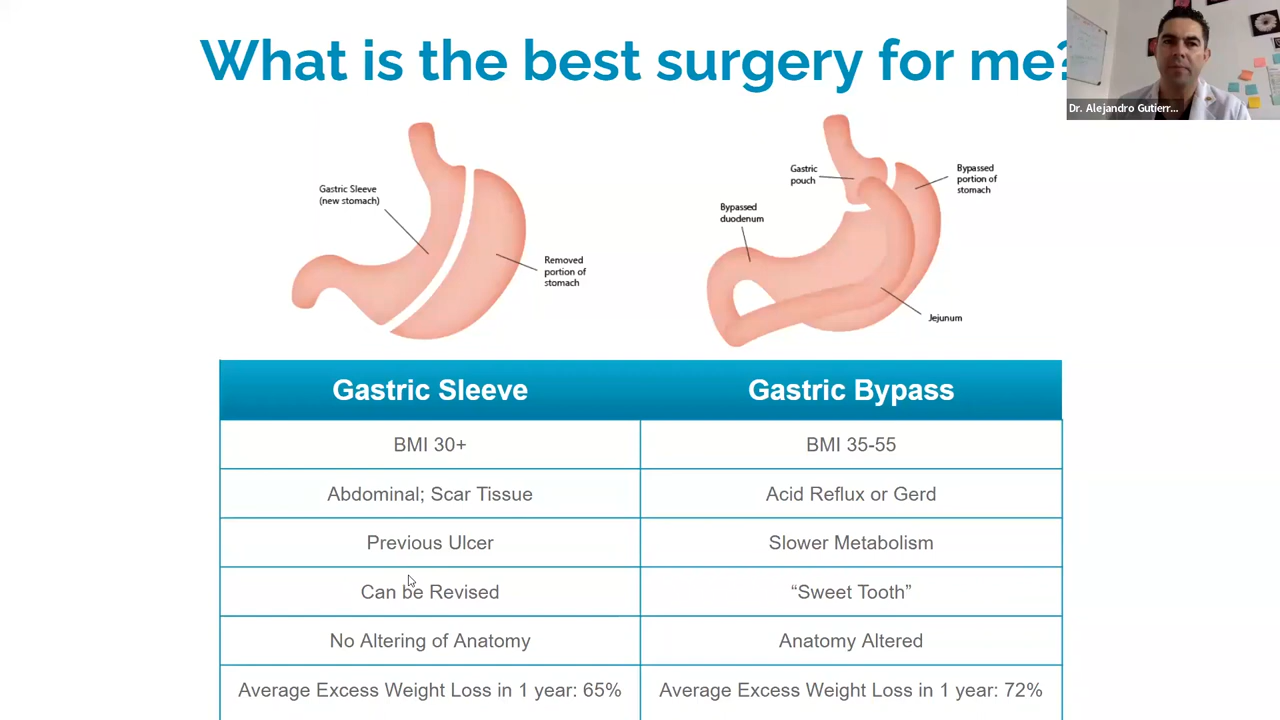 What is the best surgery for me?
Dr. Alejandro Gutierr...
Gastric Sleeve
(new stomach)
Removed
portion of
stomach
Gastric
pouch
Bypassed
portion of
stomach
Bypassed
duodenum
Jejunum
Gastric Sleeve
Gastric Bypass
BMI 30+
BMI 35-55
Abdominal; Scar Tissue
Acid Reflux or Gerd
Previous Ulcer
Slower Metabolism
Can be Revised
“Sweet Tooth”
No Altering of Anatomy
Anatomy Altered
Average Excess Weight Loss in 1 year: 65%
Average Excess Weight Loss in 1 year: 72%